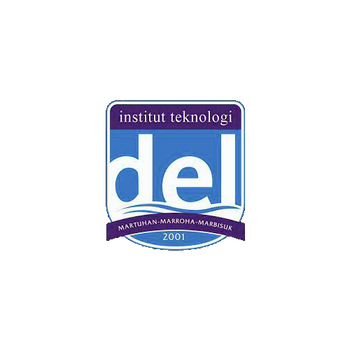 institut teknologi
del
MARTUHAN-MARROHA-MARBISUK
2001